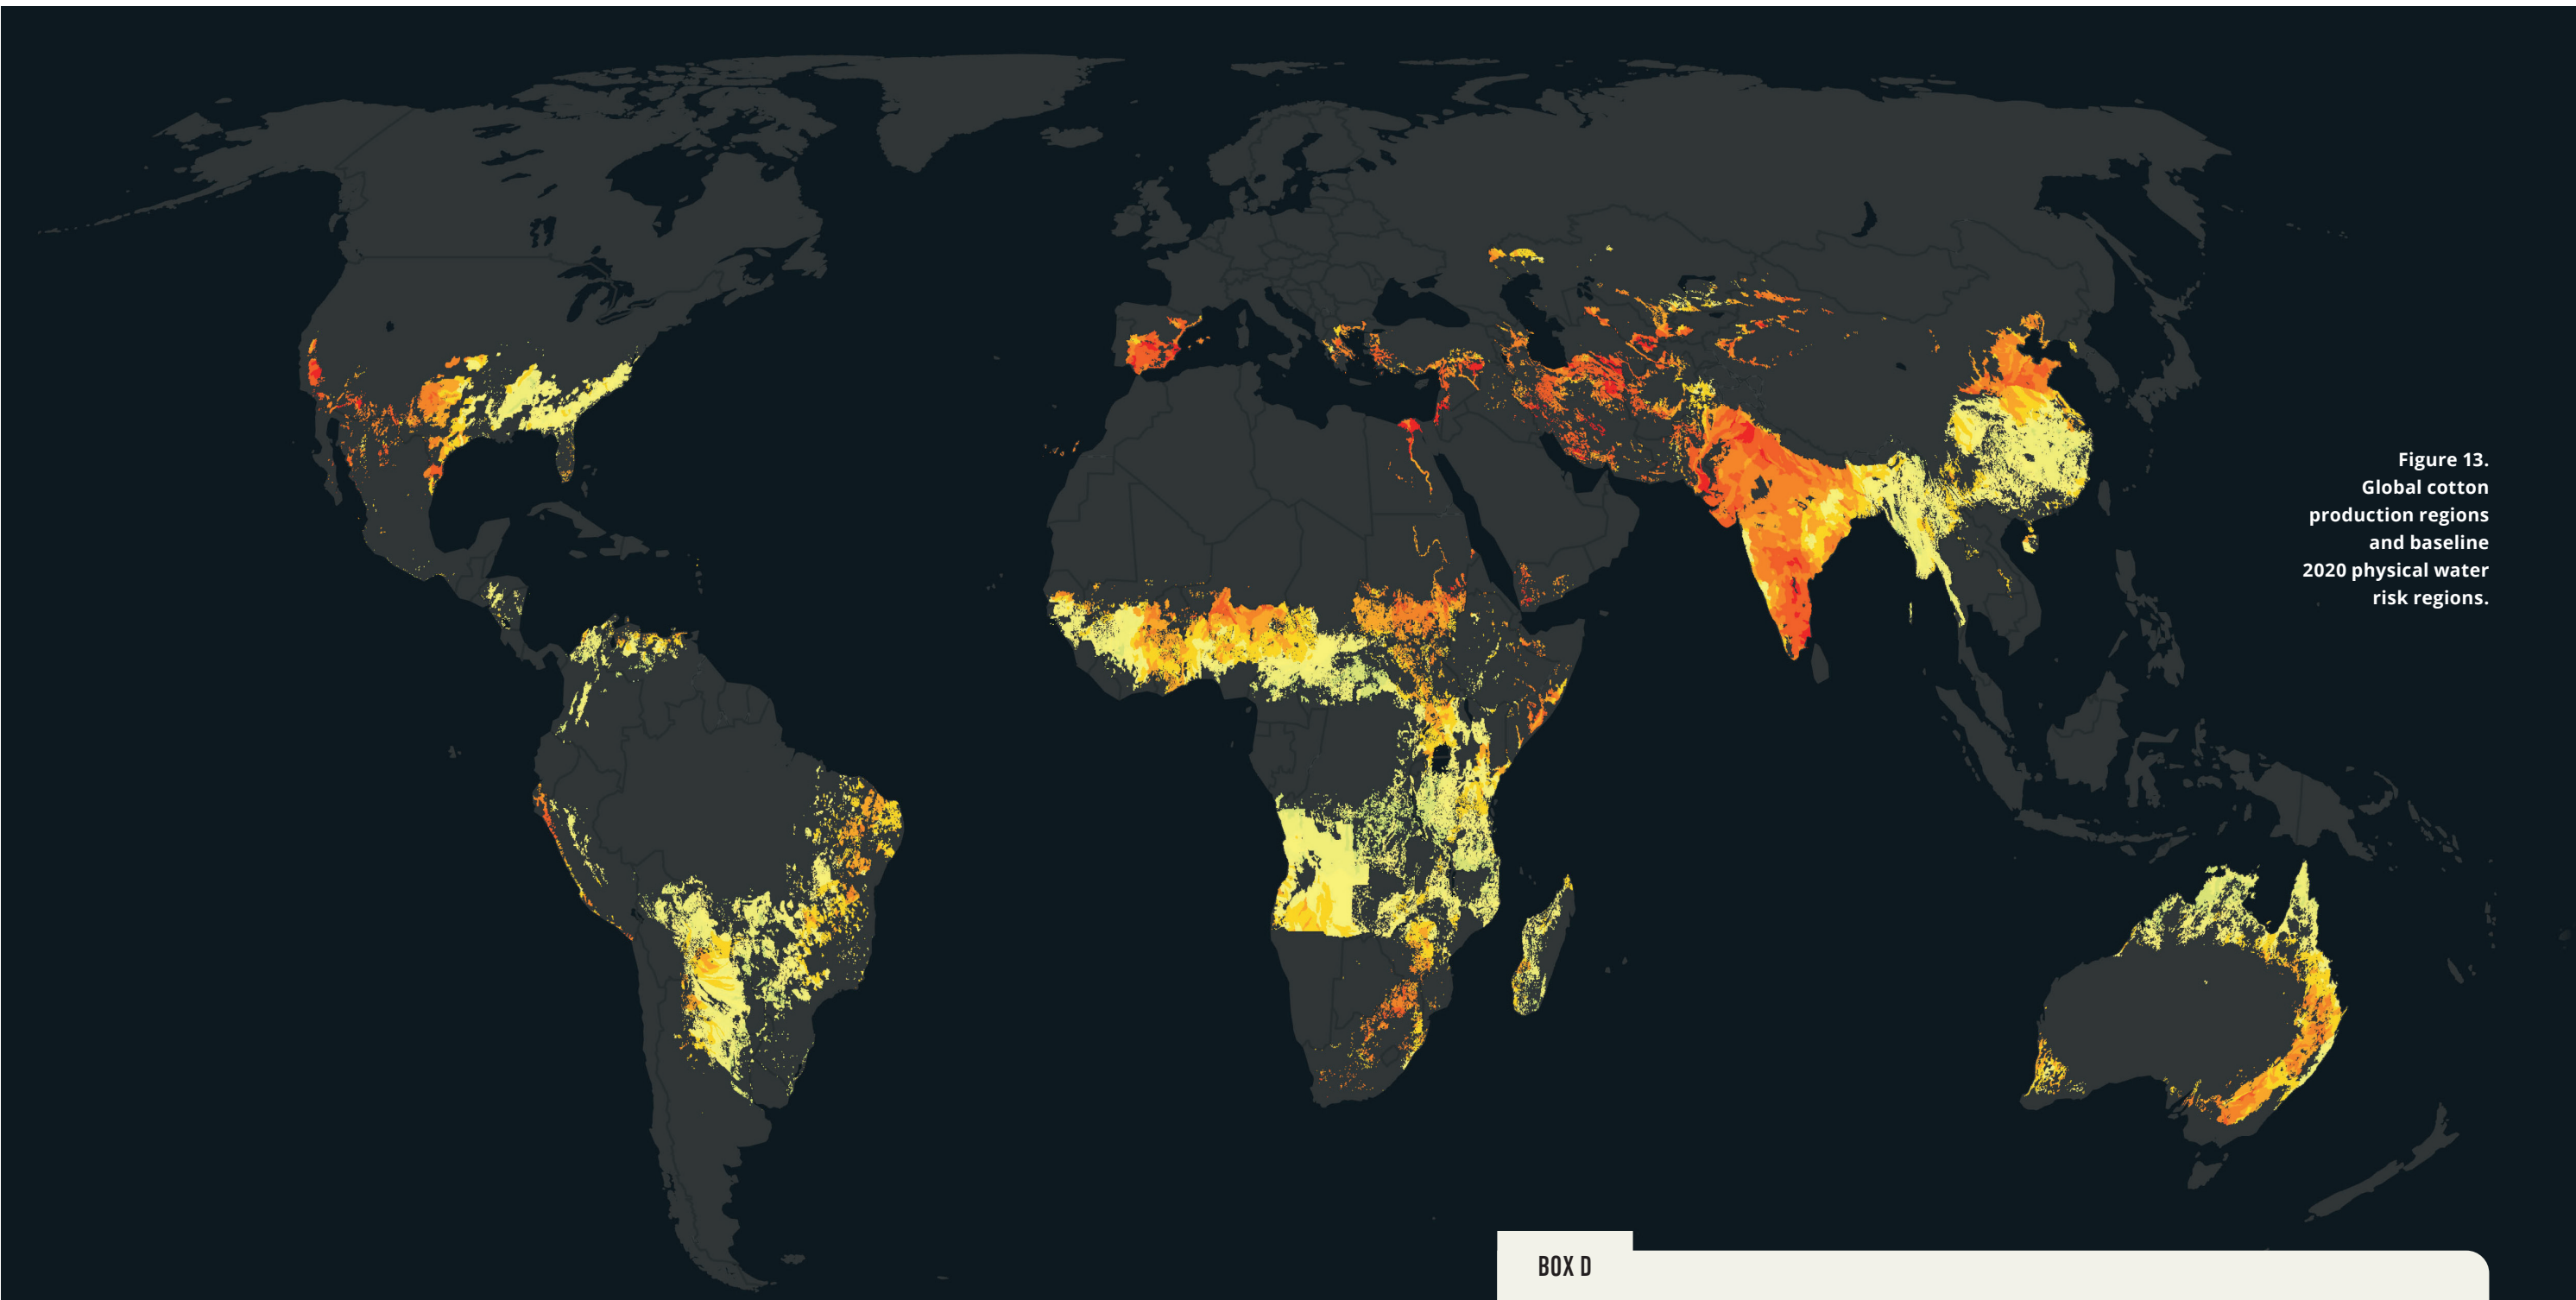 Figure 13.
Global cotton
production regions
and baseline
2020 physical water
risk regions.
BOX D